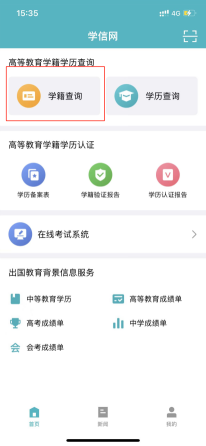 15:35
4G
学信网
高等教育学籍学历查询
学籍查询
学历查询
高等教育学籍学历认证
学历备案表
学籍验证报告
学历认证报告
在线考试系统
出国教育背景信息服务
中等教育学历
高等教育成绩单
高考成绩单
中学成绩单
会考成绩单
首页
新闻
我的